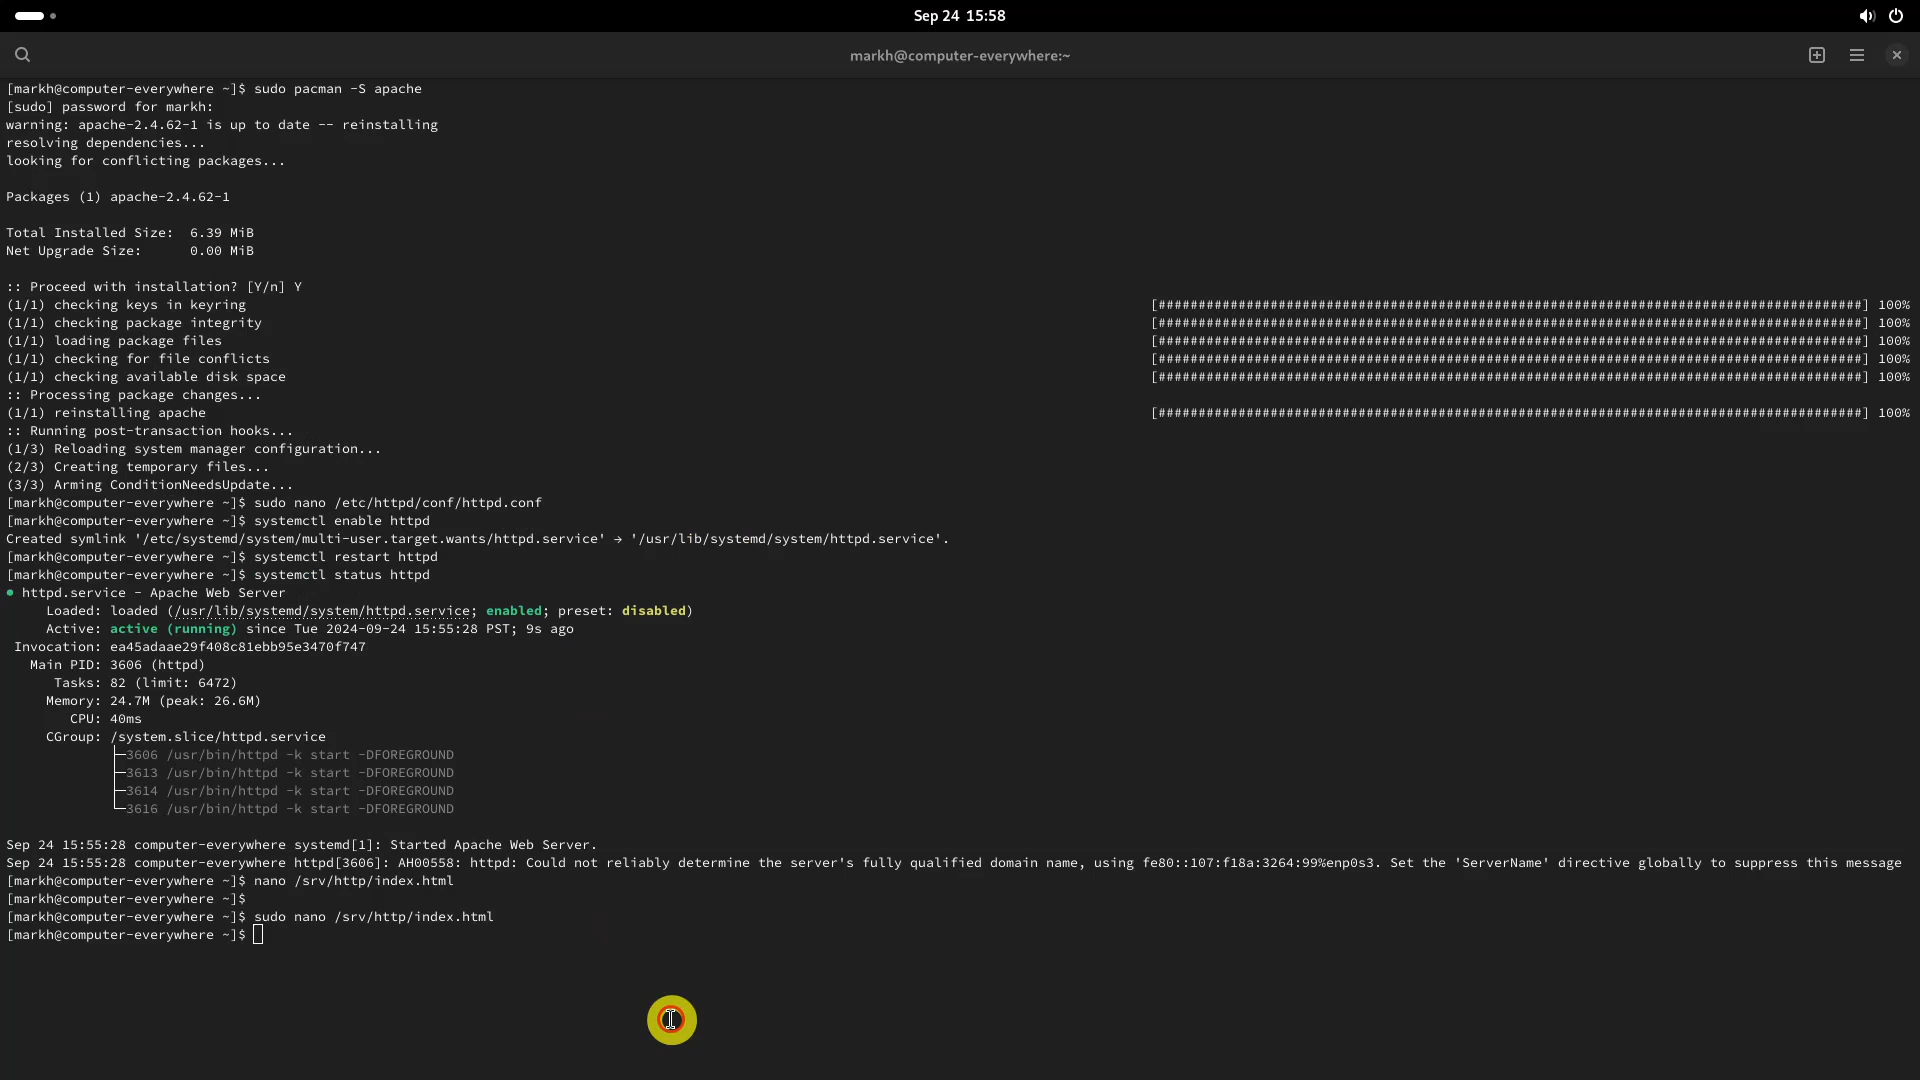 Sep 24 15:58
markh@computer-everywhere:~
[markh@computer-everywhere ~]$ sudo pacman -S apache
[sudo] password for markh:
warning: apache-2.4.62-1 is up to date -- reinstalling
resolving dependencies...
looking for conflicting packages...
Packages (1) apache-2.4.62-1
Total Installed Size:  6.39 MiB
Net Upgrade Size:      0.00 MiB
:: Proceed with installation? [Y/n] Y
(1/1) checking keys in keyring [########################################################################################] 100%
(1/1) checking package integrity [########################################################################################] 100%
(1/1) loading package files [########################################################################################] 100%
(1/1) checking for file conflicts [########################################################################################] 100%
(1/1) checking available disk space [########################################################################################] 100%
:: Processing package changes...
(1/1) reinstalling apache [########################################################################################] 100%
:: Running post-transaction hooks...
(1/3) Reloading system manager configuration...
(2/3) Creating temporary files...
(3/3) Arming ConditionNeedsUpdate...
[markh@computer-everywhere ~]$ sudo nano /etc/httpd/conf/httpd.conf
[markh@computer-everywhere ~]$ systemctl enable httpd
Created symlink '/etc/systemd/system/multi-user.target.wants/httpd.service' → '/usr/lib/systemd/system/httpd.service'.
[markh@computer-everywhere ~]$ systemctl restart httpd
[markh@computer-everywhere ~]$ systemctl status httpd
● httpd.service - Apache Web Server
     Loaded: loaded (/usr/lib/systemd/system/httpd.service; enabled; preset: disabled)
     Active: active (running) since Tue 2024-09-24 15:55:28 PST; 9s ago
 Invocation: ea45adaae29f408c81ebb95e3470f747
   Main PID: 3606 (httpd)
      Tasks: 82 (limit: 6472)
     Memory: 24.7M (peak: 26.6M)
        CPU: 40ms
     CGroup: /system.slice/httpd.service
             ├─3606 /usr/bin/httpd -k start -DFOREGROUND
             ├─3613 /usr/bin/httpd -k start -DFOREGROUND
             ├─3614 /usr/bin/httpd -k start -DFOREGROUND
             └─3616 /usr/bin/httpd -k start -DFOREGROUND
Sep 24 15:55:28 computer-everywhere systemd[1]: Started Apache Web Server.
Sep 24 15:55:28 computer-everywhere httpd[3606]: AH00558: httpd: Could not reliably determine the server's fully qualified domain name, using fe80::107:f18a:3264:99%enp0s3. Set the 'ServerName' directive globally to suppress this message
[markh@computer-everywhere ~]$ nano /srv/http/index.html
[markh@computer-everywhere ~]$
[markh@computer-everywhere ~]$ sudo nano /srv/http/index.html
[markh@computer-everywhere ~]$